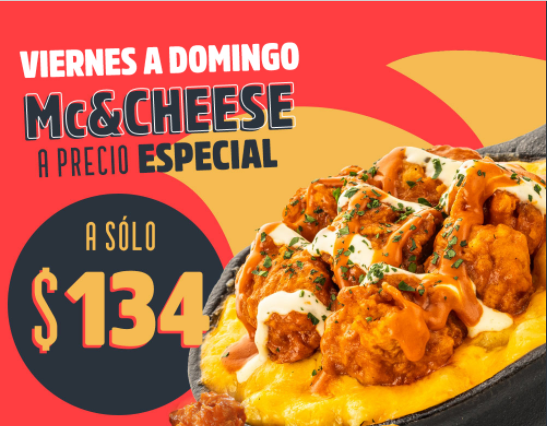 VIERNES A DOMINGO
Mc&CHEESE
A PRECIO ESPECIAL
A SÓLO
$134